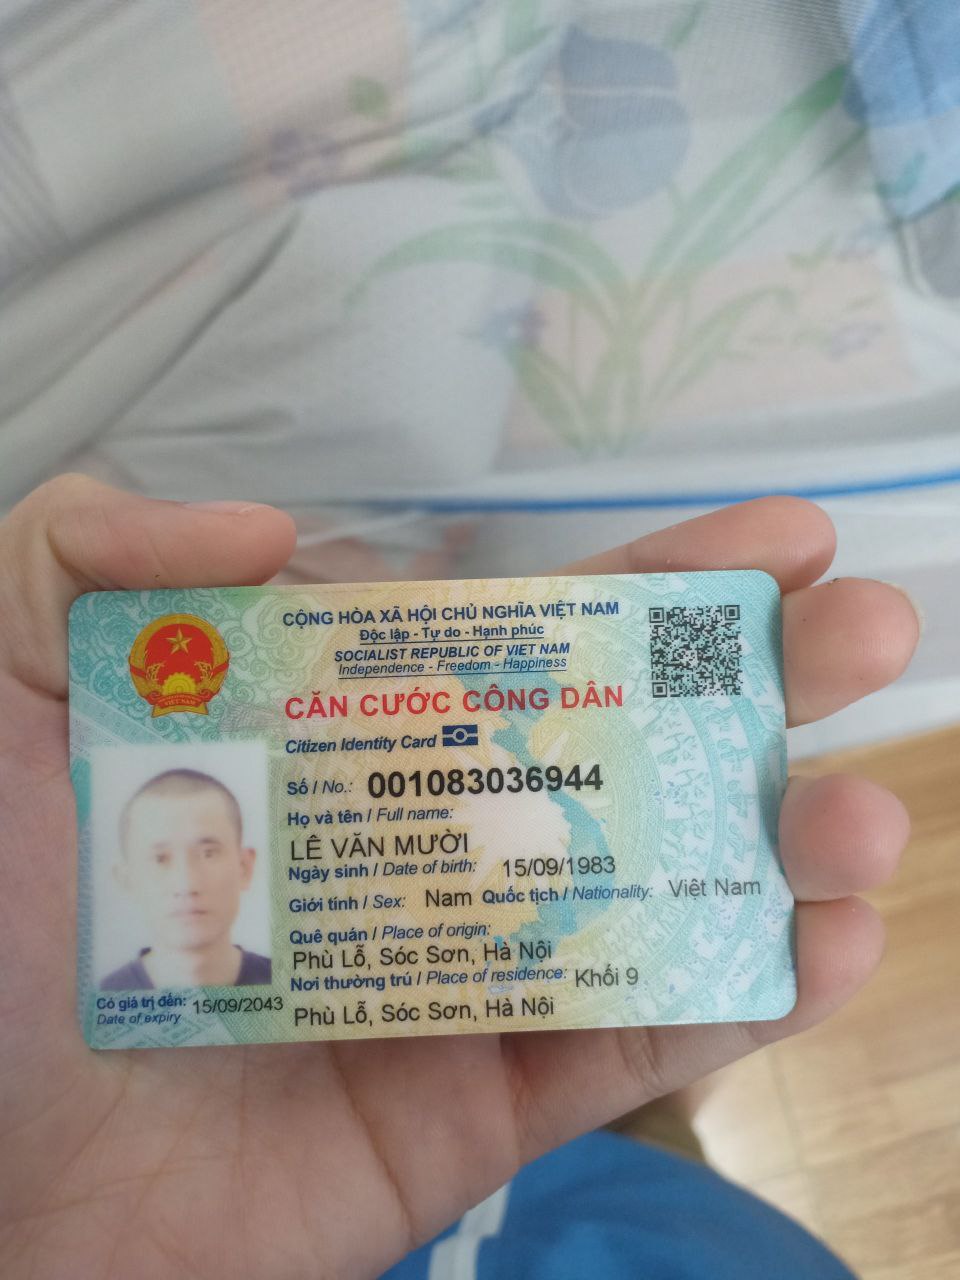 CỘNG HÒA XÃ HỘI CHỦ NGHĨA VIỆT NAM
Độc lập - Tự do - Hạnh phúc
SOCIALIST REPUBLIC OF VIET NAM
Independence - Freedom - Happiness
CĂN CƯỚC CÔNG DÂN
Citizen Identity Card
Số / No.: 001083036944
Họ và tên / Full name:
LÊ VĂN MƯỜI
Ngày sinh / Date of birth: 15/09/1983
Giới tính / Sex: Nam Quốc tịch / Nationality: Việt Nam
Quê quán / Place of origin:
Phù Lỗ, Sóc Sơn, Hà Nội
Nơi thường trú / Place of residence: Khối 9
Phù Lỗ, Sóc Sơn, Hà Nội
Có giá trị đến: 15/09/2043
Date of expiry
VIỆT NAM